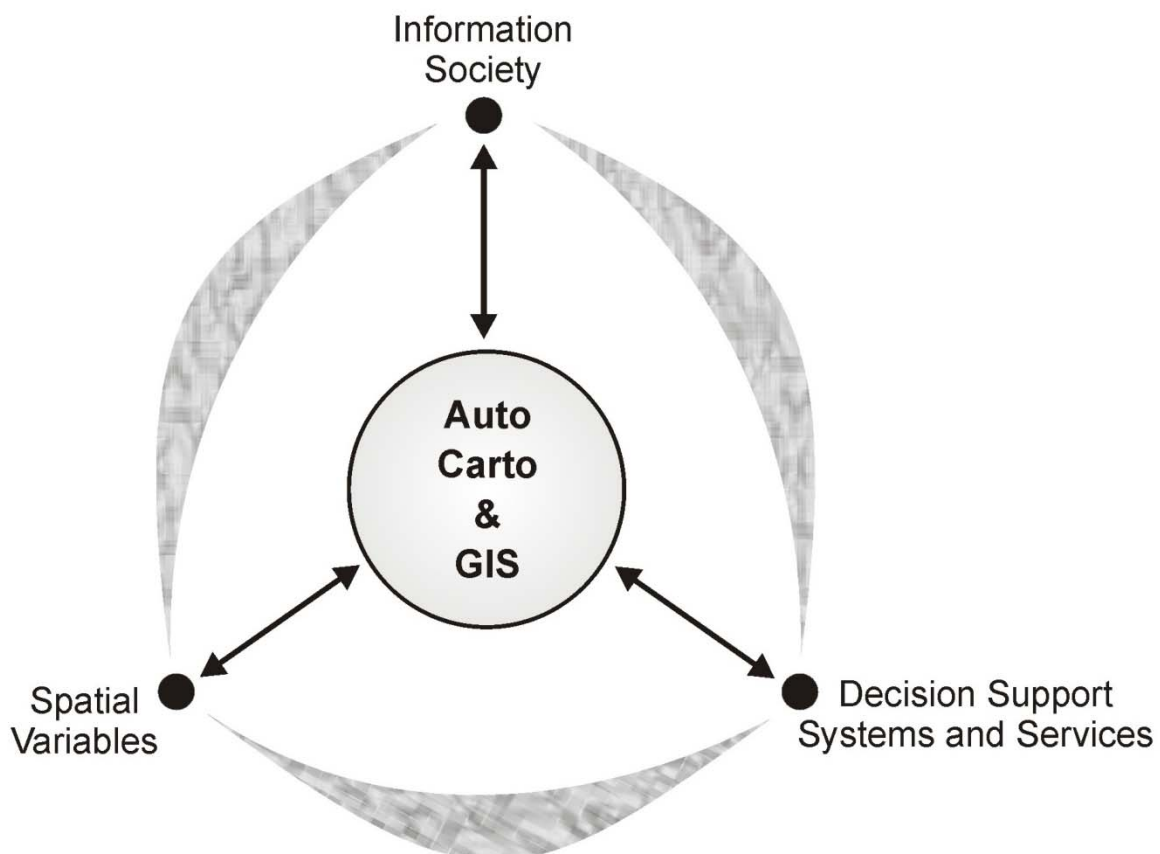 Information
Society
Auto
Carto
&
GIS
Spatial
Variables
Decision Support
Systems and Services